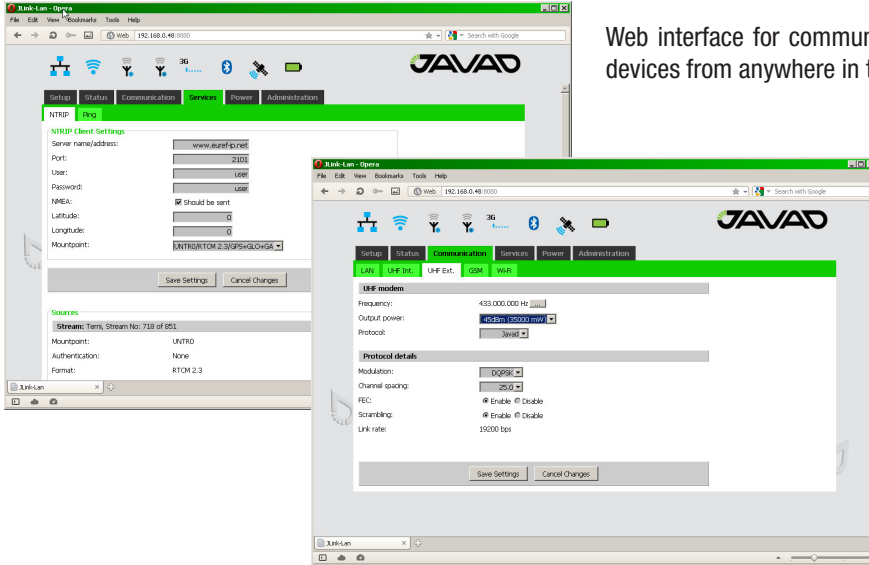 JLink-Lan - Opera
File Edit View Bookmarks Tools Help
Web 192.168.0.48:8080
Search with Google
3G
JAVAD
Setup Status Communication Services Power Administration
NTRIP Ping
NTRIP Client Settings
Server name/address: www.euref-ip.net
Port: 2101
User: user
Password: user
NMEA: Should be sent
Latitude: 0
Longitude: 0
Mountpoint: UNTR0/RTCM 2.3/GPS+GLO+GA
Save Settings Cancel Changes
Sources
Stream: Terni, Stream No: 718 of 851
Mountpoint: UNTR0
Authentication: None
Format: RTCM 2.3
JLink-Lan
Web interface for
devices from anywhere in
JLink-Lan - Opera
File Edit View Bookmarks Tools Help
Web 192.168.0.48:8080
Search with Google
3G
JAVAD
Setup Status Communication Services Power Administration
LAN UHF Int. UHF Ext. GSM Wi-Fi
UHF modem
Frequency: 433.000.000 Hz ...
Output power: 45dBm (35000 mW)
Protocol: Javad
Protocol details
Modulation: DQPSK
Channel spacing: 25.0
FEC: Enable Disable
Scrambling: Enable Disable
Link rate: 19200 bps
Save Settings Cancel Changes
JLink-Lan